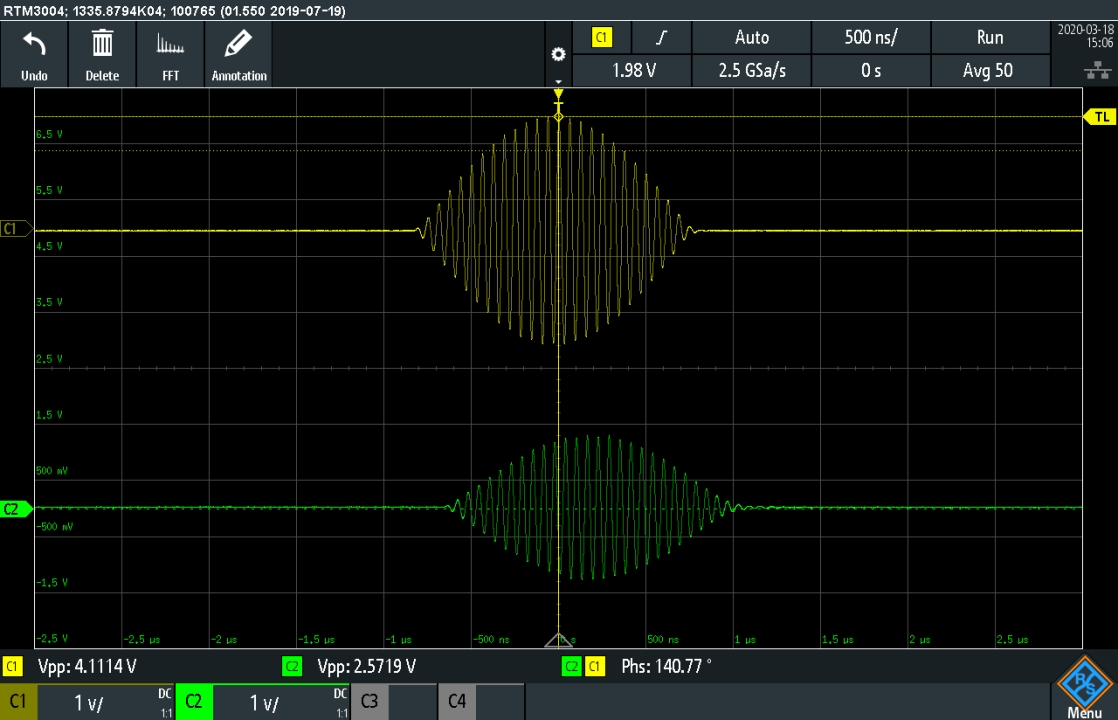 RTM3004; 1335.8794K04; 100765 (01.550 2019-07-19)
Undo
Delete
FFT
Annotation
C1
Auto
500 ns/
Run
1.98 V
2.5 GSa/s
0 s
Avg 50
2020-03-18
15:06
T
TL
6.5 V
5.5 V
C1
4.5 V
3.5 V
2.5 V
1.5 V
500 mV
C2
-500 mV
-1.5 V
-2.5 V
-2.5 µs
-2 µs
-1.5 µs
-1 µs
-500 ns
0 s
500 ns
1 µs
1.5 µs
2 µs
2.5 µs
C1 Vpp: 4.1114 V
C2 Vpp: 2.5719 V
C2 C1 Phs: 140.77 °
C1 1 V/ DC 1:1
C2 1 V/ DC 1:1
C3
C4
R&S
Menu